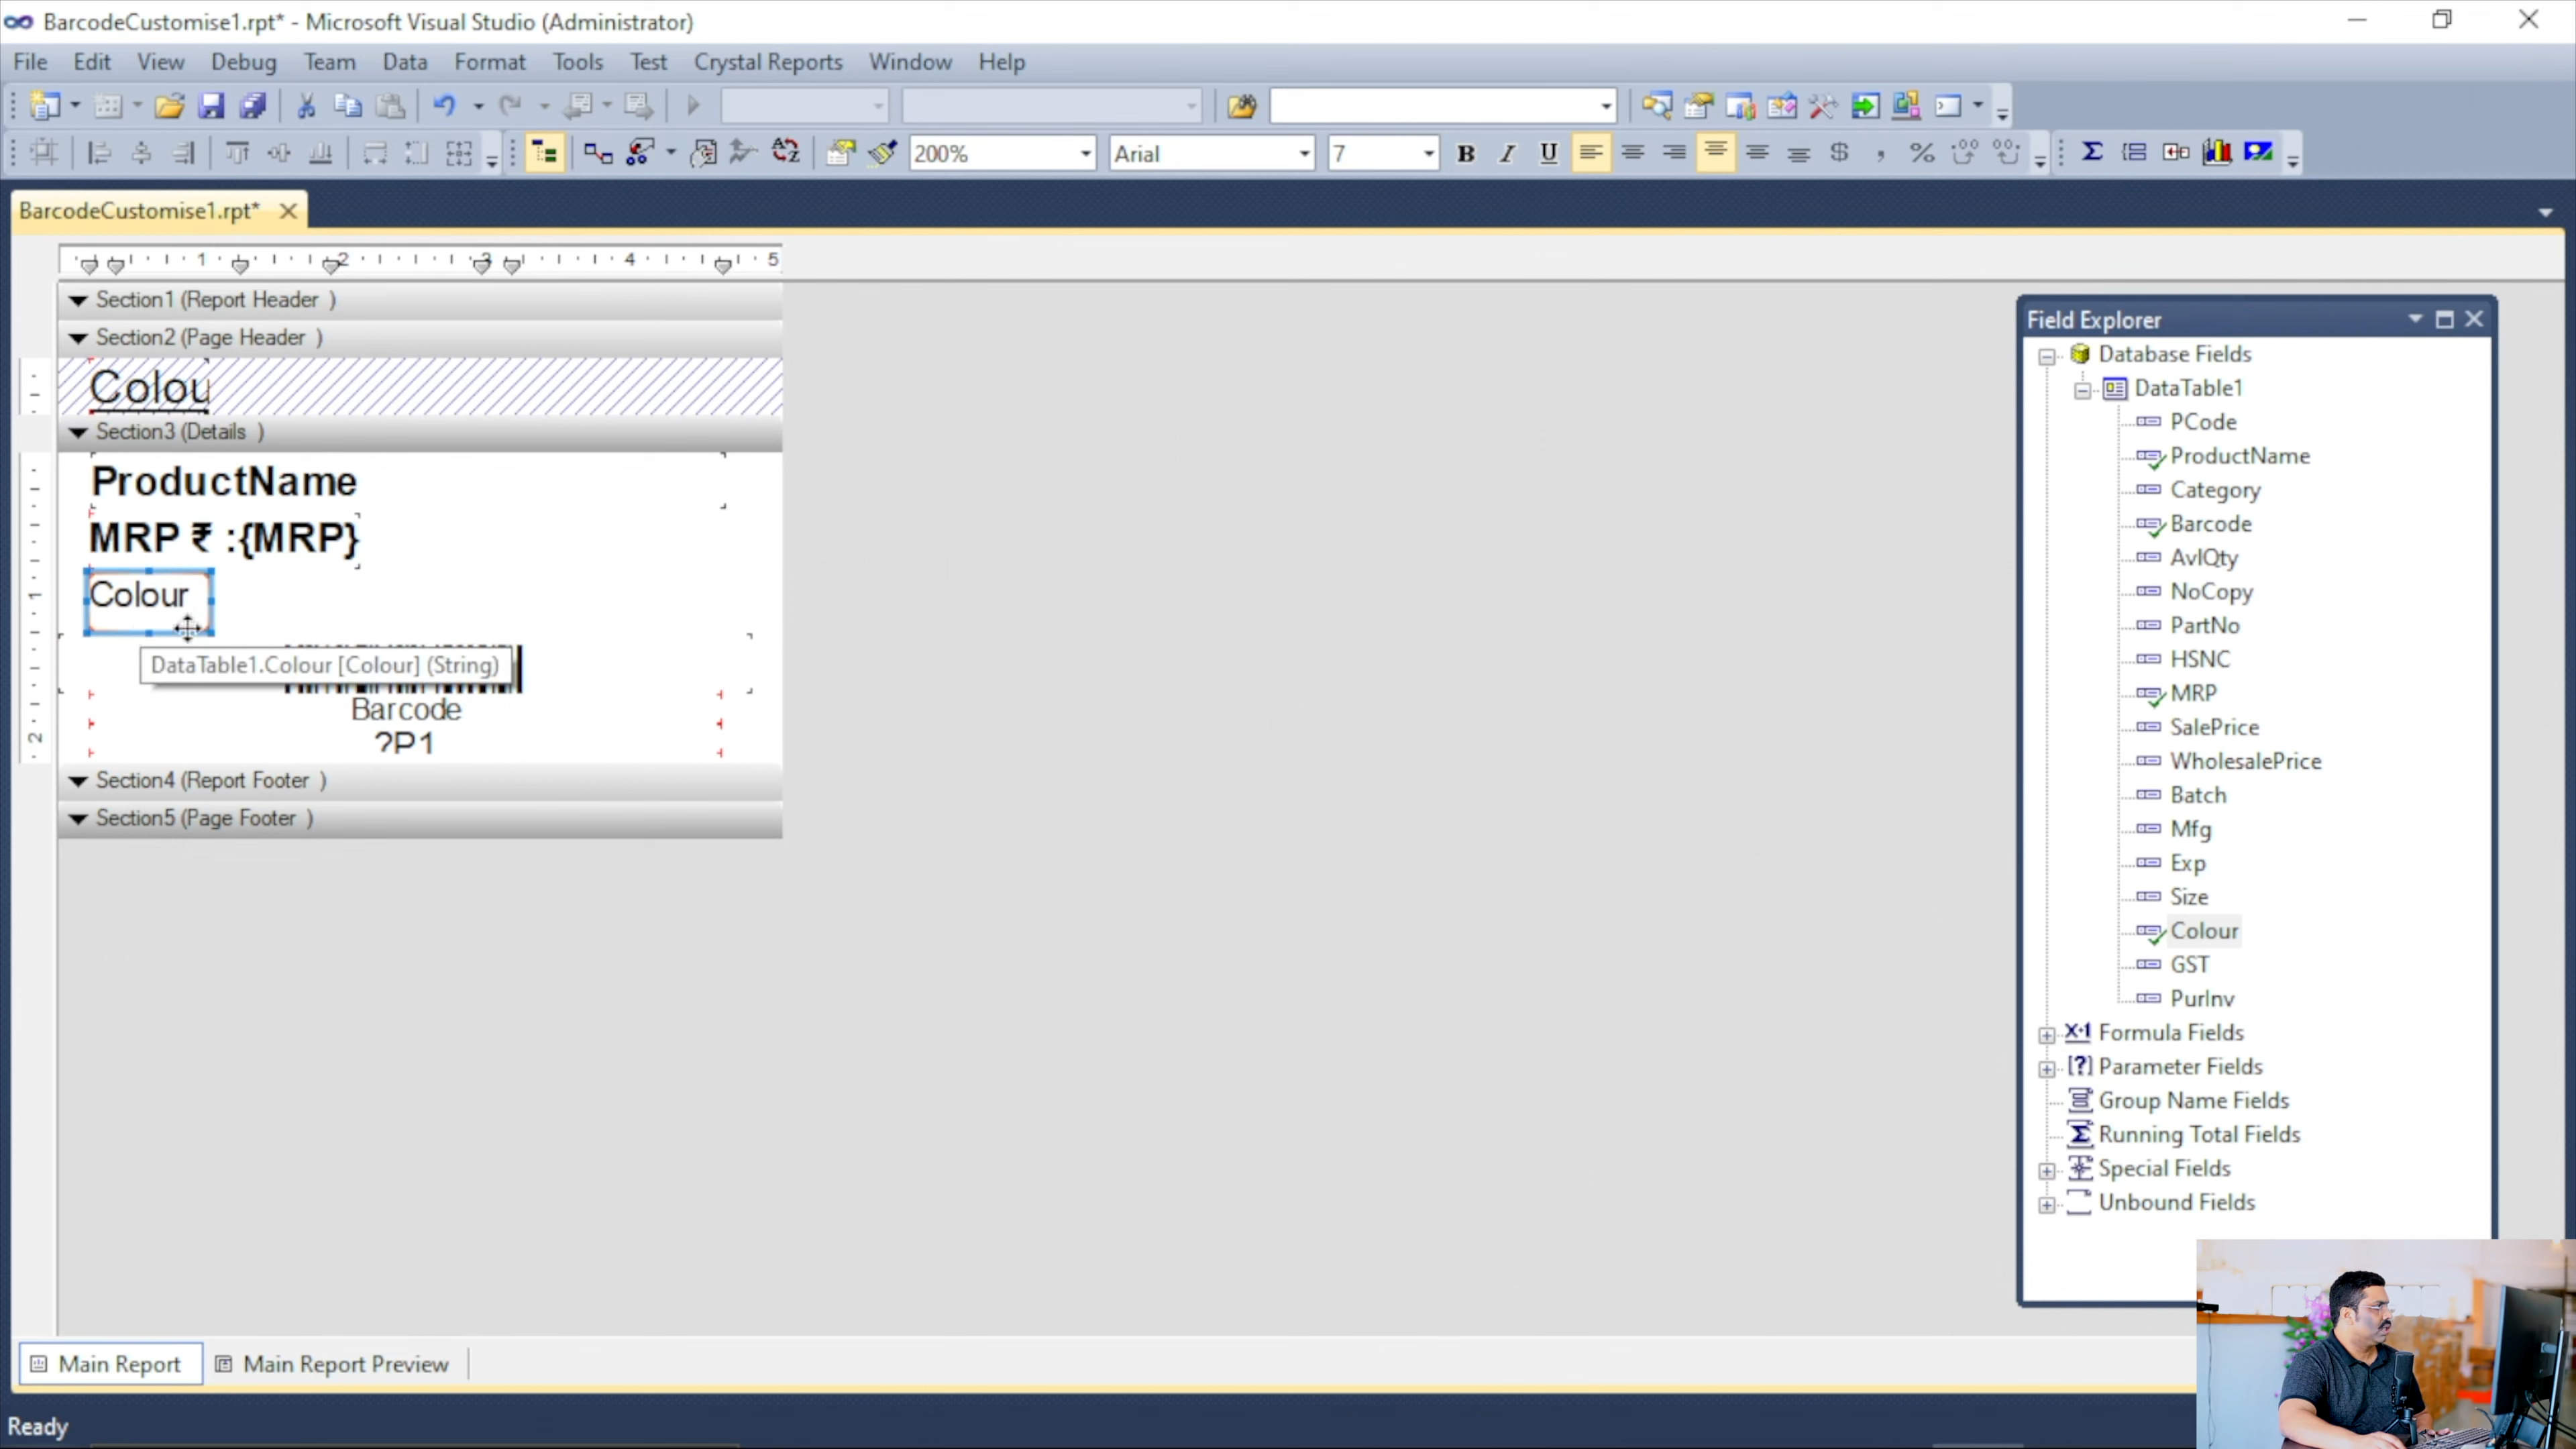 BarcodeCustomise1.rpt* - Microsoft Visual Studio (Administrator)
File Edit View Debug Team Data Format Tools Test Crystal Reports Window Help
200% Arial 7 B I U $ , %
BarcodeCustomise1.rpt*
1 2 3 4 5
Section1 (Report Header )
Section2 (Page Header )
Colou
Section3 (Details )
ProductName
MRP ₹ :{MRP}
Colour
1
DataTable1.Colour [Colour] (String)
Barcode
?P1
2
Section4 (Report Footer )
Section5 (Page Footer )
Field Explorer
Database Fields
DataTable1
PCode
ProductName
Category
Barcode
AvlQty
NoCopy
PartNo
HSNC
MRP
SalePrice
WholesalePrice
Batch
Mfg
Exp
Size
Colour
GST
PurInv
Formula Fields
Parameter Fields
Group Name Fields
Running Total Fields
Special Fields
Unbound Fields
Main Report Main Report Preview
Ready